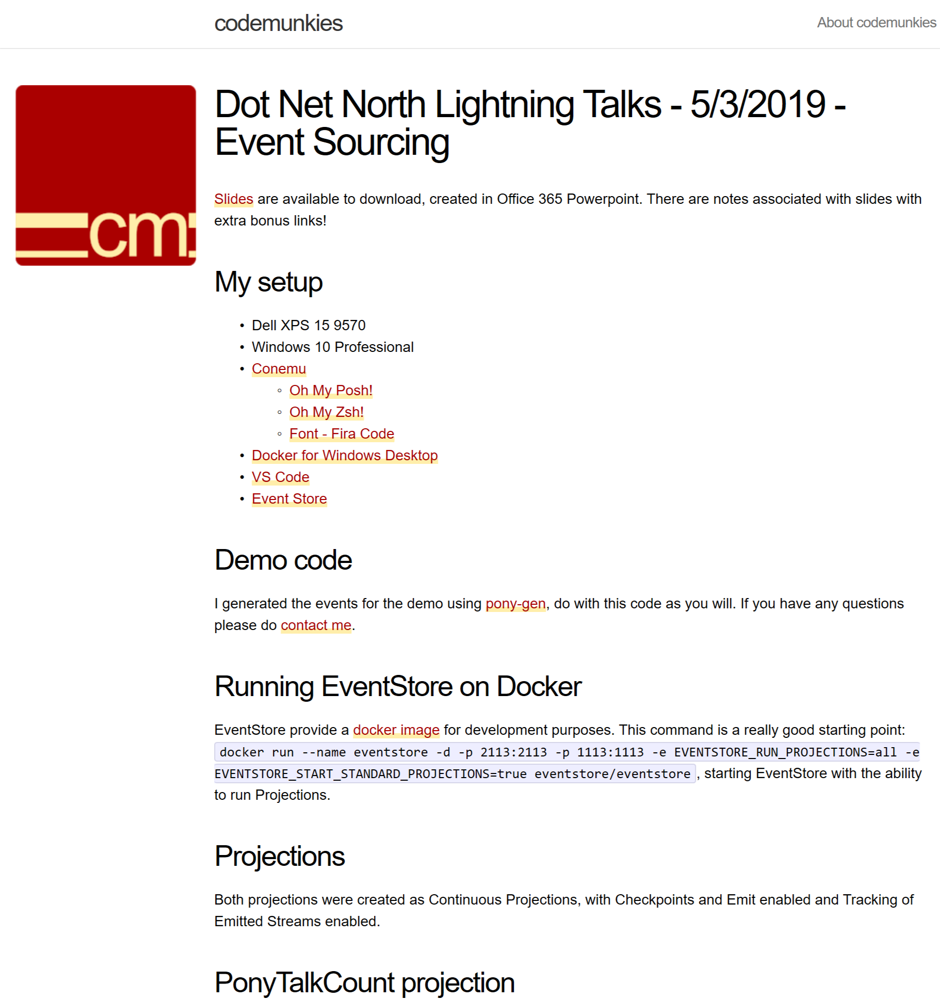 codemunkies
About codemunkies
cm
Dot Net North Lightning Talks - 5/3/2019 -
Event Sourcing
Slides are available to download, created in Office 365 Powerpoint. There are notes associated with slides with
extra bonus links!
My setup
• Dell XPS 15 9570
• Windows 10 Professional
• Conemu
◦ Oh My Posh!
◦ Oh My Zsh!
◦ Font - Fira Code
• Docker for Windows Desktop
• VS Code
• Event Store
Demo code
I generated the events for the demo using pony-gen, do with this code as you will. If you have any questions
please do contact me.
Running EventStore on Docker
EventStore provide a docker image for development purposes. This command is a really good starting point:
docker run --name eventstore -d -p 2113:2113 -p 1113:1113 -e EVENTSTORE_RUN_PROJECTIONS=all -e
EVENTSTORE_START_STANDARD_PROJECTIONS=true eventstore/eventstore, starting EventStore with the ability
to run Projections.
Projections
Both projections were created as Continuous Projections, with Checkpoints and Emit enabled and Tracking of
Emitted Streams enabled.
PonyTalkCount projection